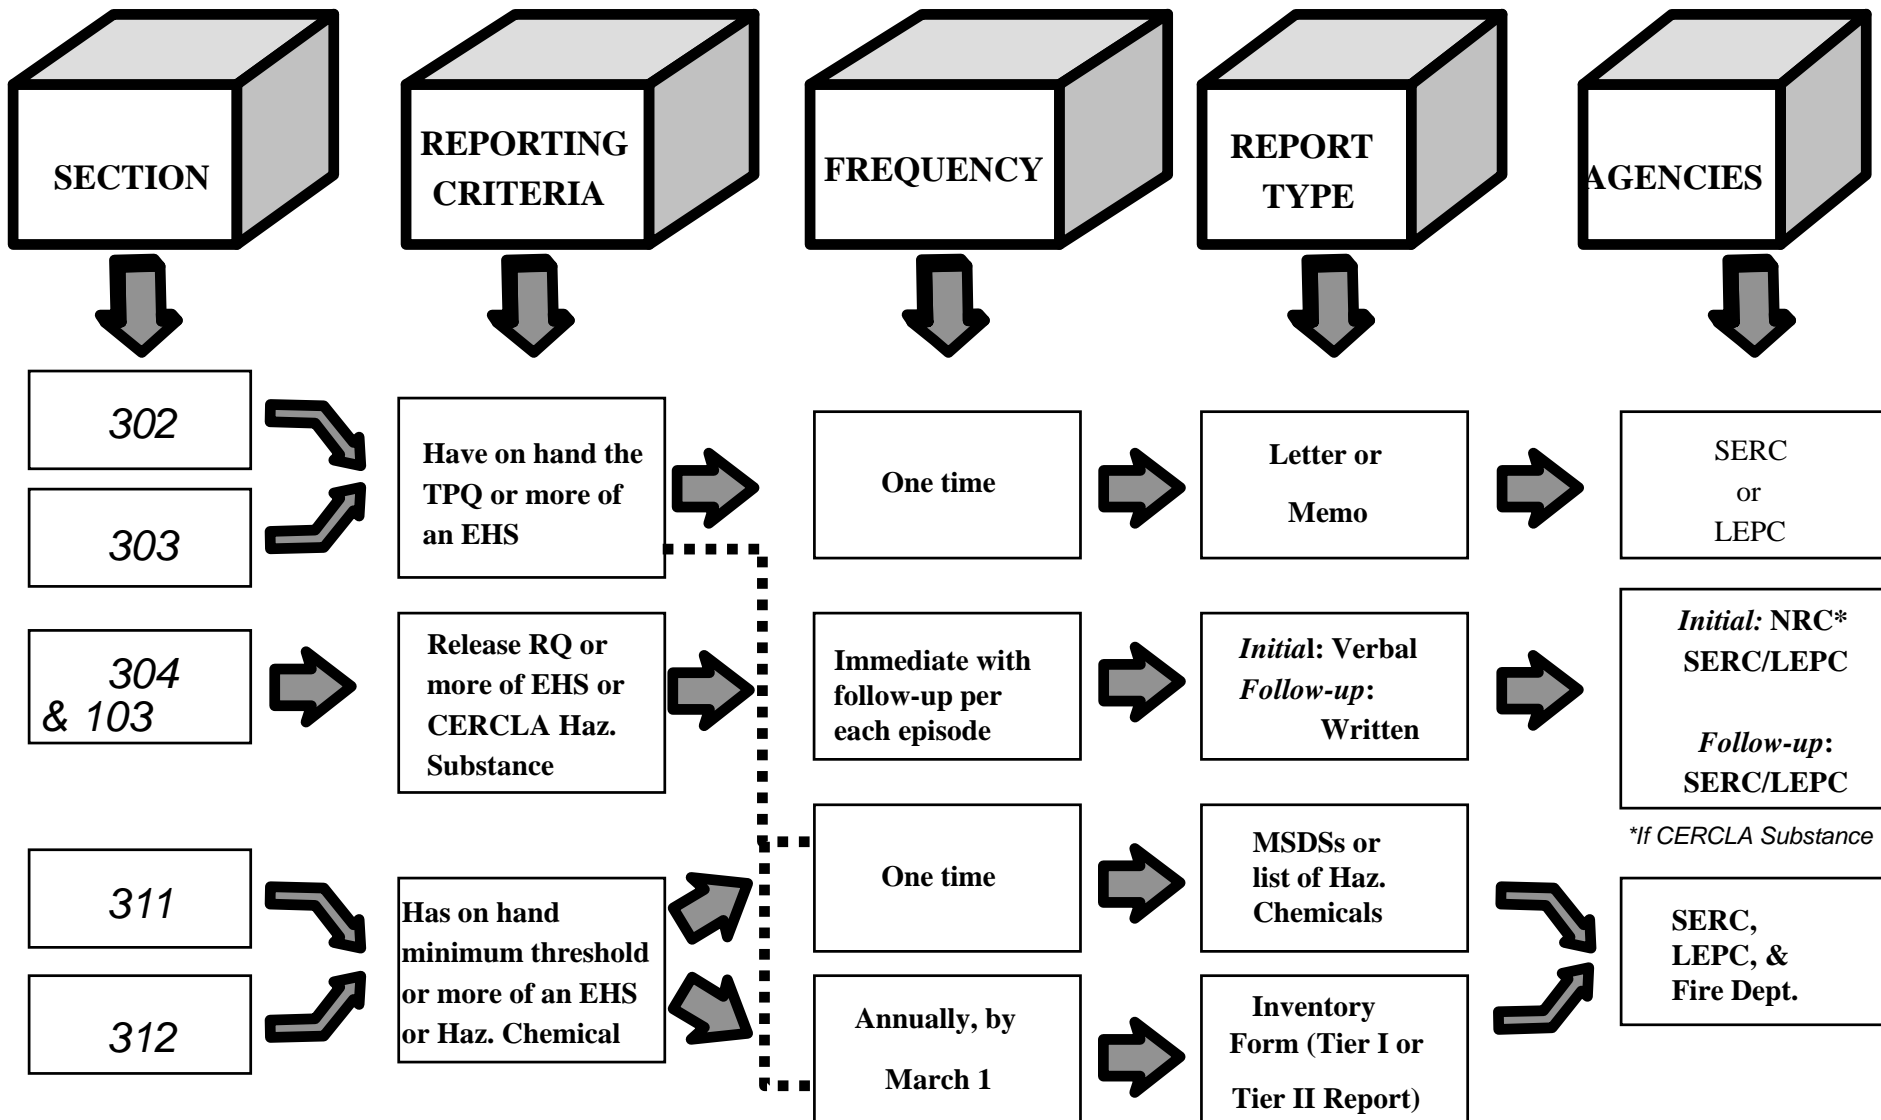 SECTION
REPORTING
CRITERIA
FREQUENCY
REPORT
TYPE
AGENCIES
302
303
Have on hand the
TPQ or more of
an EHS
One time
Letter or
Memo
SERC
or
LEPC
304
& 103
Release RQ or
more of EHS or
CERCLA Haz.
Substance
Immediate with
follow-up per
each episode
Initial: Verbal
Follow-up:
Written
Initial: NRC*
SERC/LEPC
Follow-up:
SERC/LEPC
*If CERCLA Substance
311
312
Has on hand
minimum threshold
or more of an EHS
or Haz. Chemical
One time
MSDSs or
list of Haz.
Chemicals
Annually, by
March 1
Inventory
Form (Tier I or
Tier II Report)
SERC,
LEPC, &
Fire Dept.